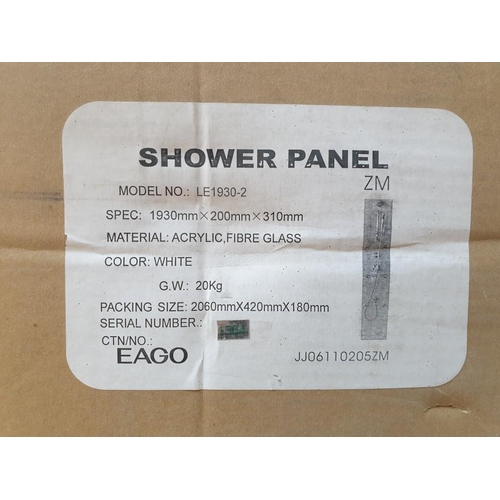 SHOWER PANEL
ZM
MODEL NO.: LE1930-2
SPEC: 1930mm×200mm×310mm
MATERIAL: ACRYLIC,FIBRE GLASS
COLOR: WHITE
G.W.: 20Kg
PACKING SIZE: 2060mmX420mmX180mm
SERIAL NUMBER.:
CTN/NO.:
EAGO
JJ06110205ZM